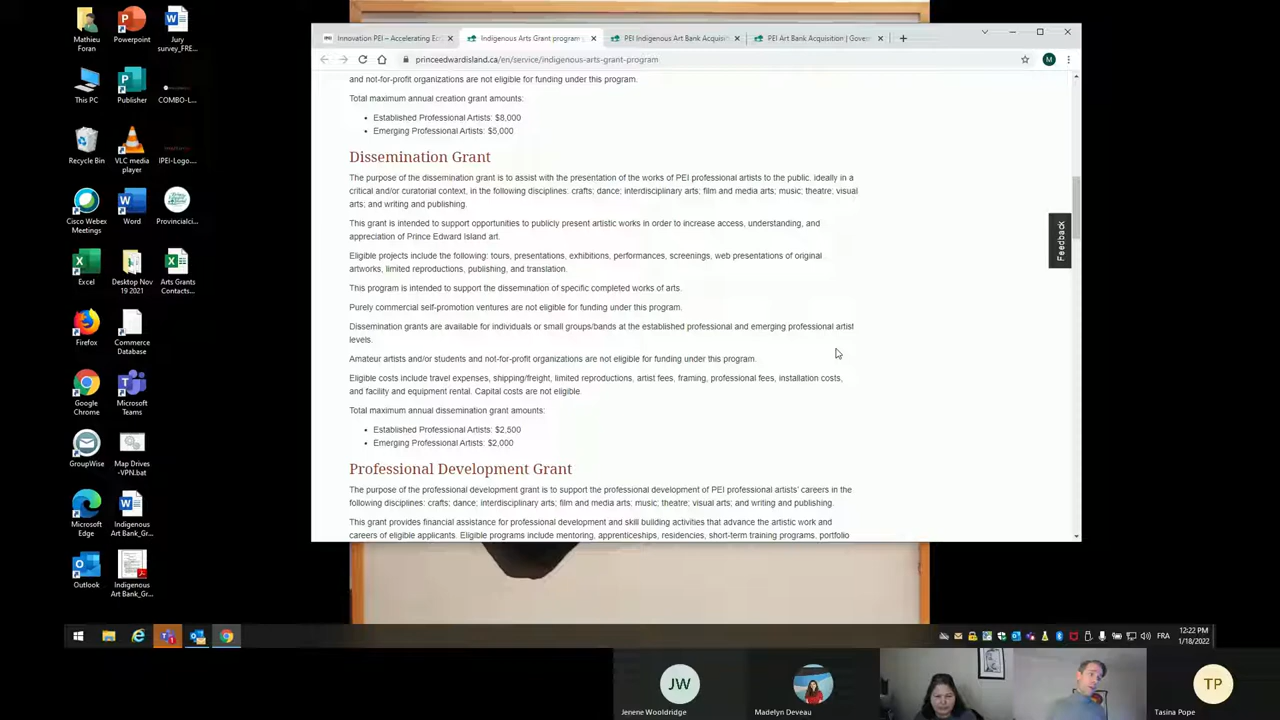 Mathieu Foran
Powerpoint
Jury survey_FRE...
This PC
Publisher
COMBO-L...
Recycle Bin
VLC media player
IPEI-Logo....
Cisco Webex Meetings
Word
Provincialci...
Excel
Desktop Nov 19 2021
Arts Grants Contacts...
Firefox
Commerce Database
Google Chrome
Microsoft Teams
GroupWise
Map Drives -VPN.bat
Microsoft Edge
Indigenous Art Bank_Gr...
Outlook
Indigenous Art Bank_Gr...
Innovation PEI – Accelerating Ec
Indigenous Arts Grant program
PEI Indigenous Art Bank Acquisi
PEI Art Bank Acquisition | Gover
princeedwardisland.ca/en/service/indigenous-arts-grant-program
M
and not-for-profit organizations are not eligible for funding under this program.
Total maximum annual creation grant amounts:
• Established Professional Artists: $8,000
• Emerging Professional Artists: $5,000
Dissemination Grant
The purpose of the dissemination grant is to assist with the presentation of the works of PEI professional artists to the public, ideally in a
critical and/or curatorial context, in the following disciplines: crafts; dance; interdisciplinary arts; film and media arts; music; theatre; visual
arts; and writing and publishing.
This grant is intended to support opportunities to publicly present artistic works in order to increase access, understanding, and
appreciation of Prince Edward Island art.
Eligible projects include the following: tours, presentations, exhibitions, performances, screenings, web presentations of original
artworks, limited reproductions, publishing, and translation.
This program is intended to support the dissemination of specific completed works of arts.
Purely commercial self-promotion ventures are not eligible for funding under this program.
Dissemination grants are available for individuals or small groups/bands at the established professional and emerging professional artist
levels.
Amateur artists and/or students and not-for-profit organizations are not eligible for funding under this program.
Eligible costs include travel expenses, shipping/freight, limited reproductions, artist fees, framing, professional fees, installation costs,
and facility and equipment rental. Capital costs are not eligible.
Total maximum annual dissemination grant amounts:
• Established Professional Artists: $2,500
• Emerging Professional Artists: $2,000
Professional Development Grant
The purpose of the professional development grant is to support the professional development of PEI professional artists' careers in the
following disciplines: crafts; dance; interdisciplinary arts; film and media arts; music; theatre; visual arts; and writing and publishing.
This grant provides financial assistance for professional development and skill building activities that advance the artistic work and
careers of eligible applicants. Eligible programs include mentoring, apprenticeships, residencies, short-term training programs, portfolio
Feedback
FRA
12:22 PM
1/18/2022
JW
Jenene Wooldridge
Madelyn Deveau
TP
Tasina Pope